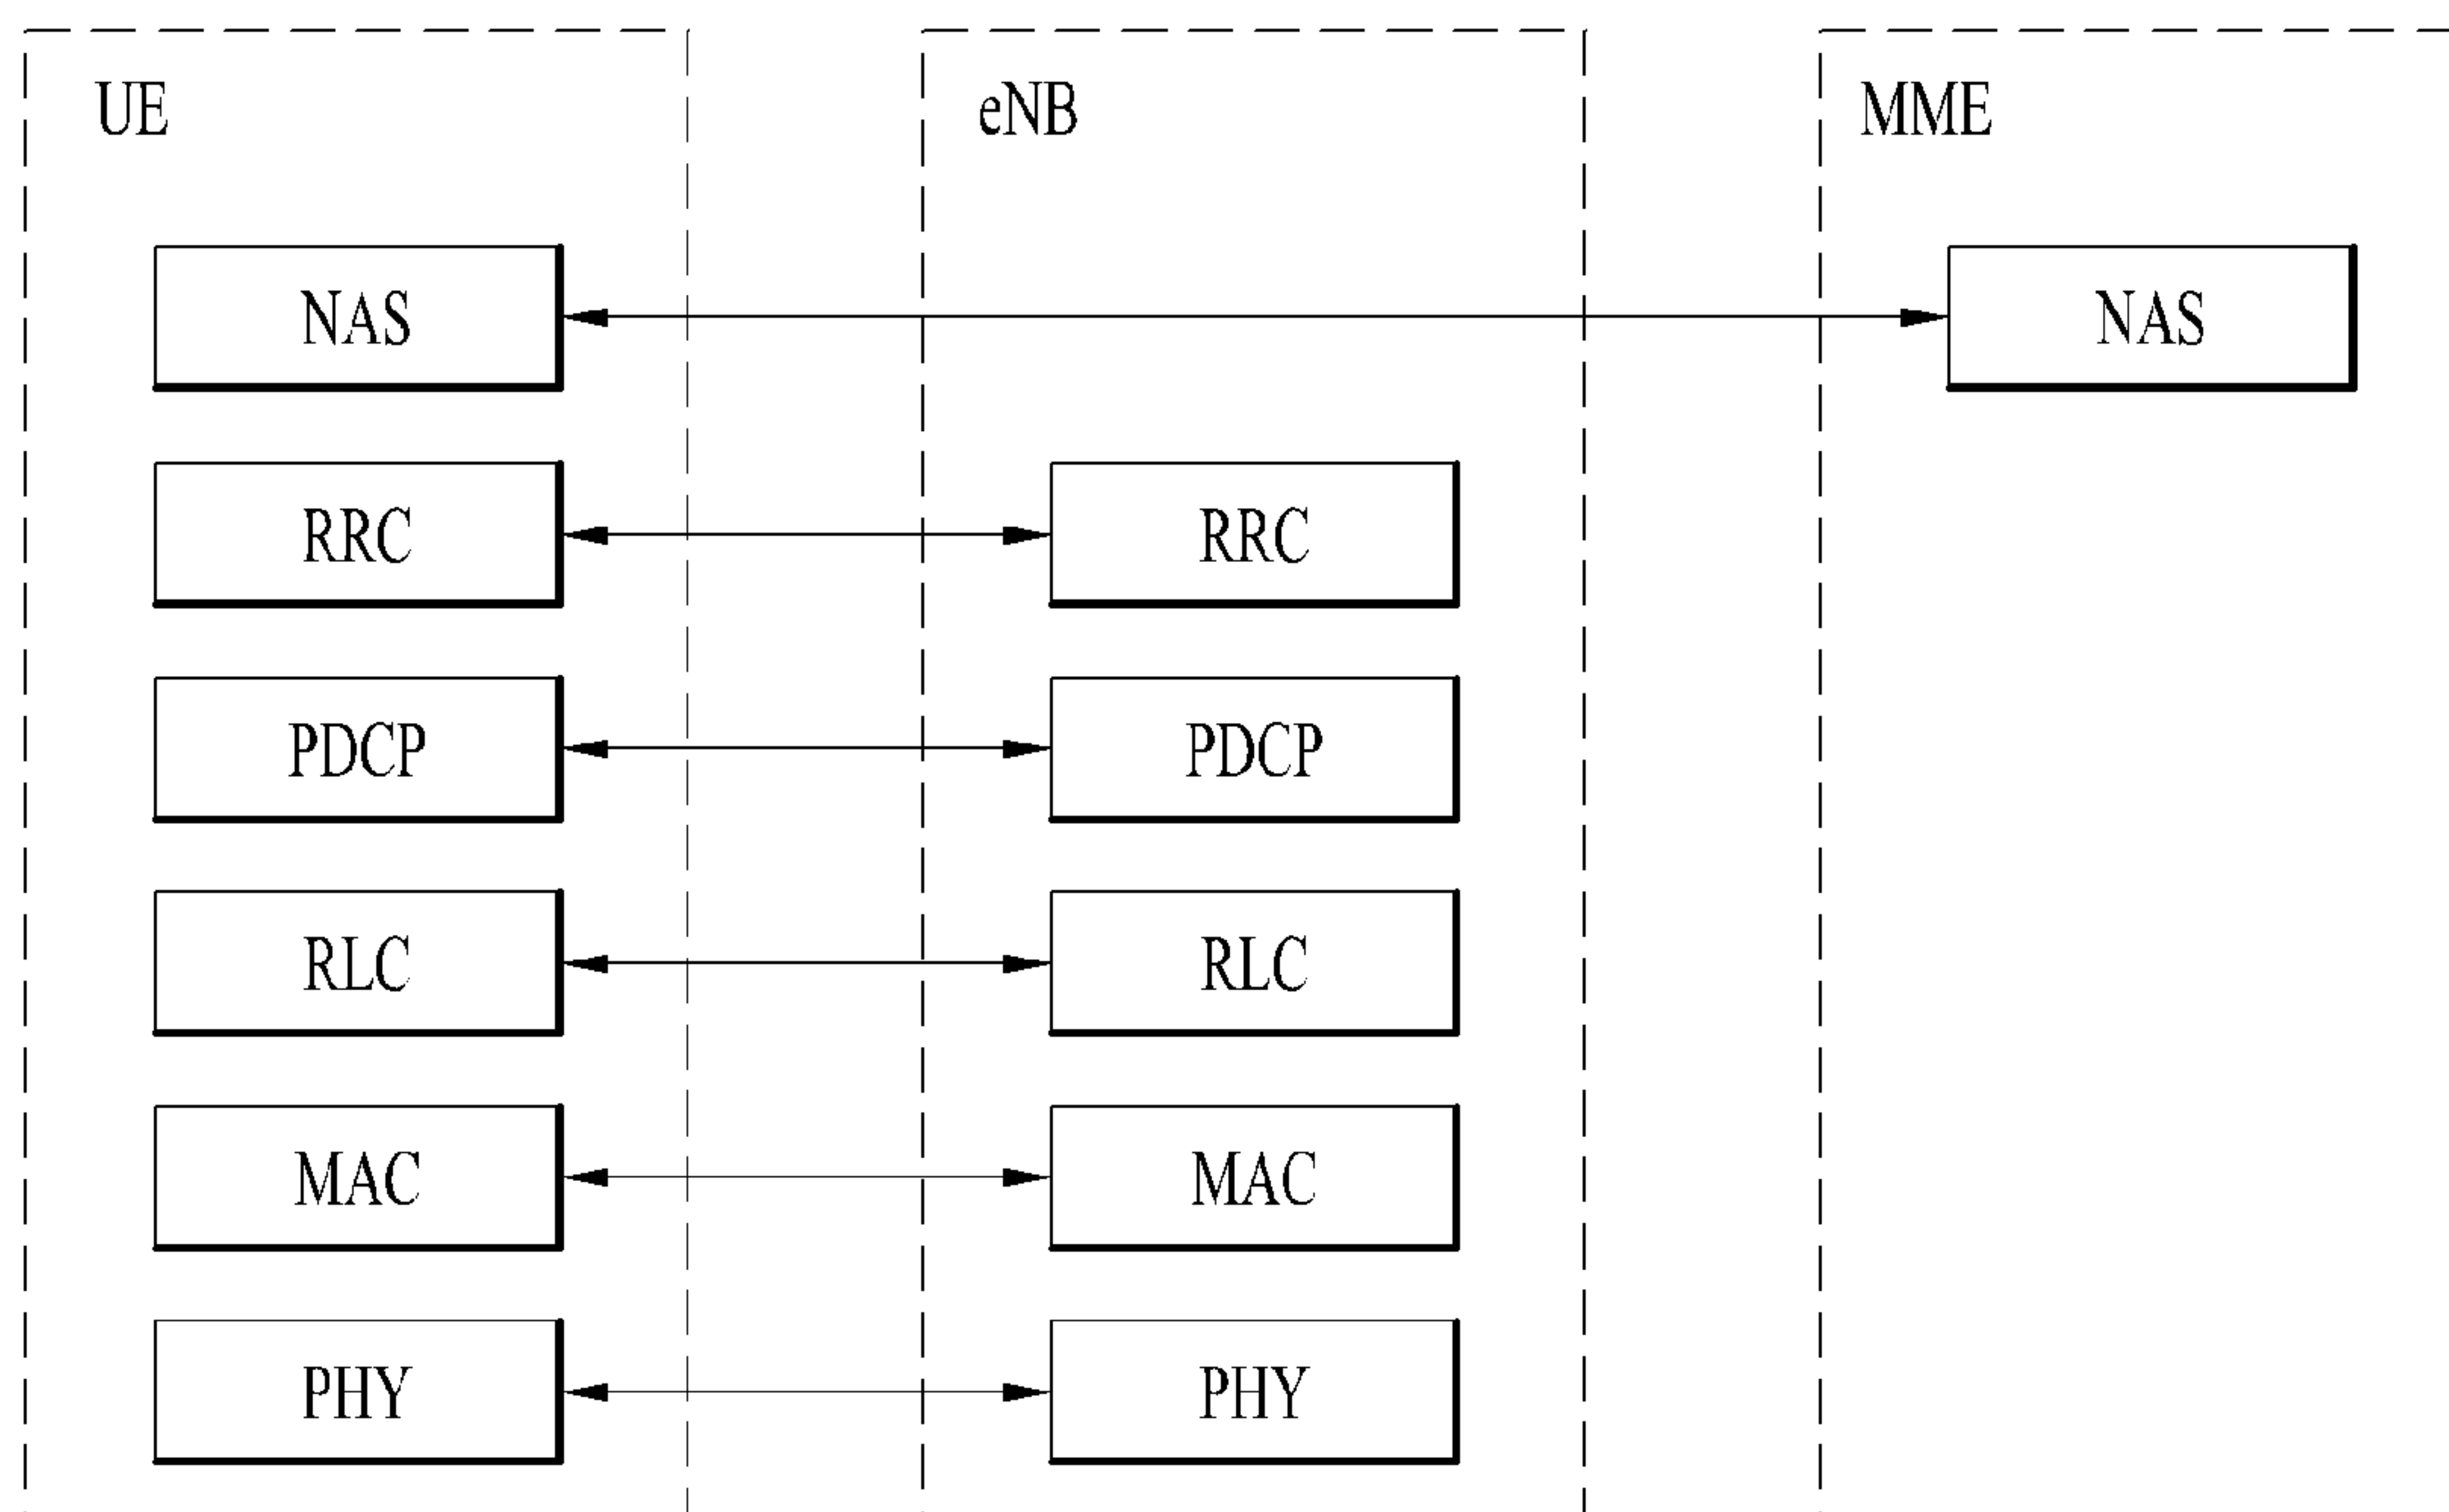 UE eNB MME
NAS NAS
RRC RRC
PDCP PDCP
RLC RLC
MAC MAC
PHY PHY